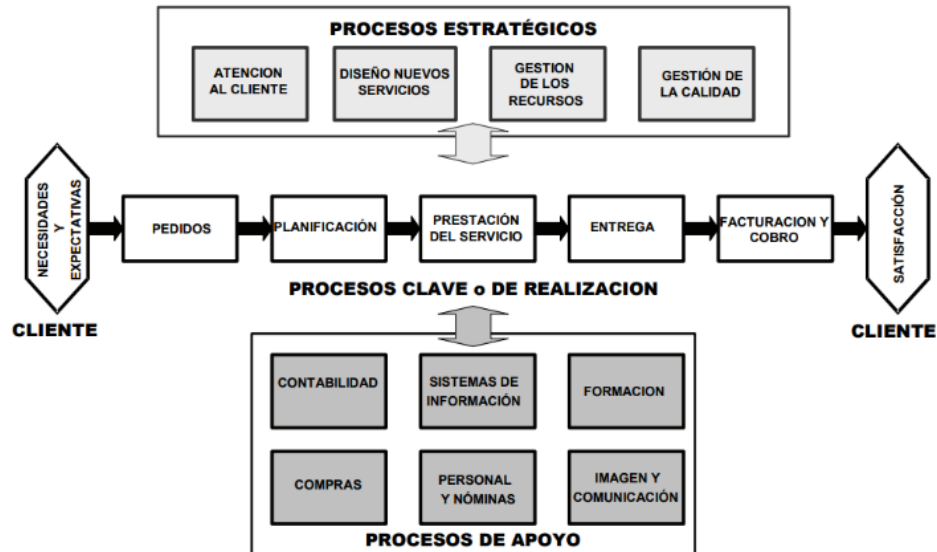 PROCESOS ESTRATÉGICOS
ATENCION
AL CLIENTE
DISEÑO NUEVOS
SERVICIOS
GESTION
DE LOS
RECURSOS
GESTIÓN DE
LA CALIDAD
NECESIDADES
Y
EXPECTATIVAS
CLIENTE
PEDIDOS
PLANIFICACIÓN
PRESTACIÓN
DEL SERVICIO
ENTREGA
FACTURACION Y
COBRO
SATISFACCIÓN
CLIENTE
PROCESOS CLAVE o DE REALIZACION
CONTABILIDAD
SISTEMAS DE
INFORMACIÓN
FORMACION
COMPRAS
PERSONAL
Y NÓMINAS
IMAGEN Y
COMUNICACIÓN
PROCESOS DE APOYO